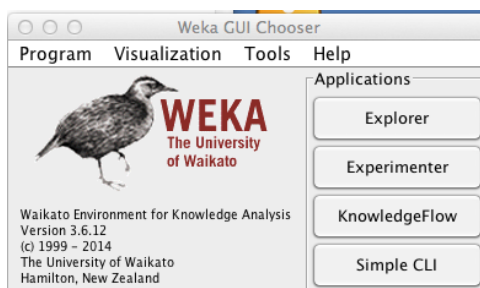 Weka GUI Chooser
Program Visualization Tools Help
WEKA
The University
of Waikato
Waikato Environment for Knowledge Analysis
Version 3.6.12
(c) 1999 – 2014
The University of Waikato
Hamilton, New Zealand
Applications
Explorer
Experimenter
KnowledgeFlow
Simple CLI